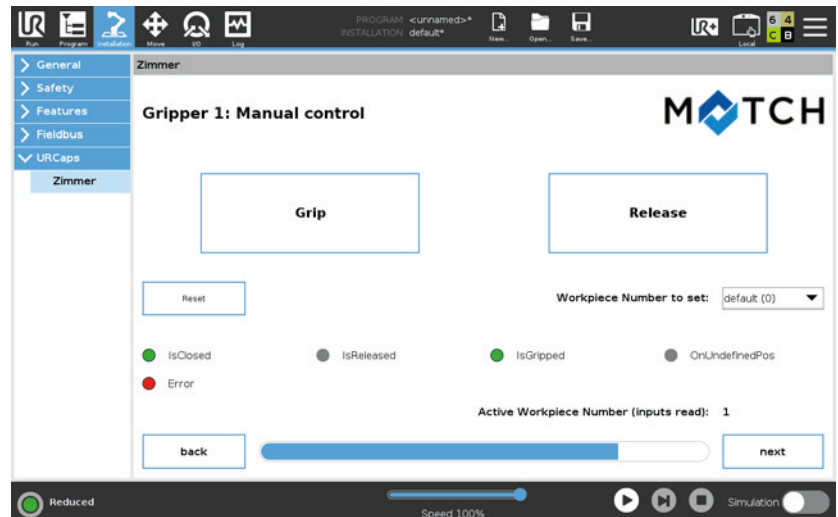 UR
PROGRAM <unnamed>*
INSTALLATION default*
Run Program Installation Move I/O Log New... Open... Save... UR+ Local 6 4 C B
General
Safety
Features
Fieldbus
URCaps
Zimmer
Zimmer
Gripper 1: Manual control
MATCH
Grip Release
Reset Workpiece Number to set: default (0)
IsClosed IsReleased IsGripped OnUndefinedPos
Error
Active Workpiece Number (inputs read): 1
back next
Reduced Speed 100% Simulation